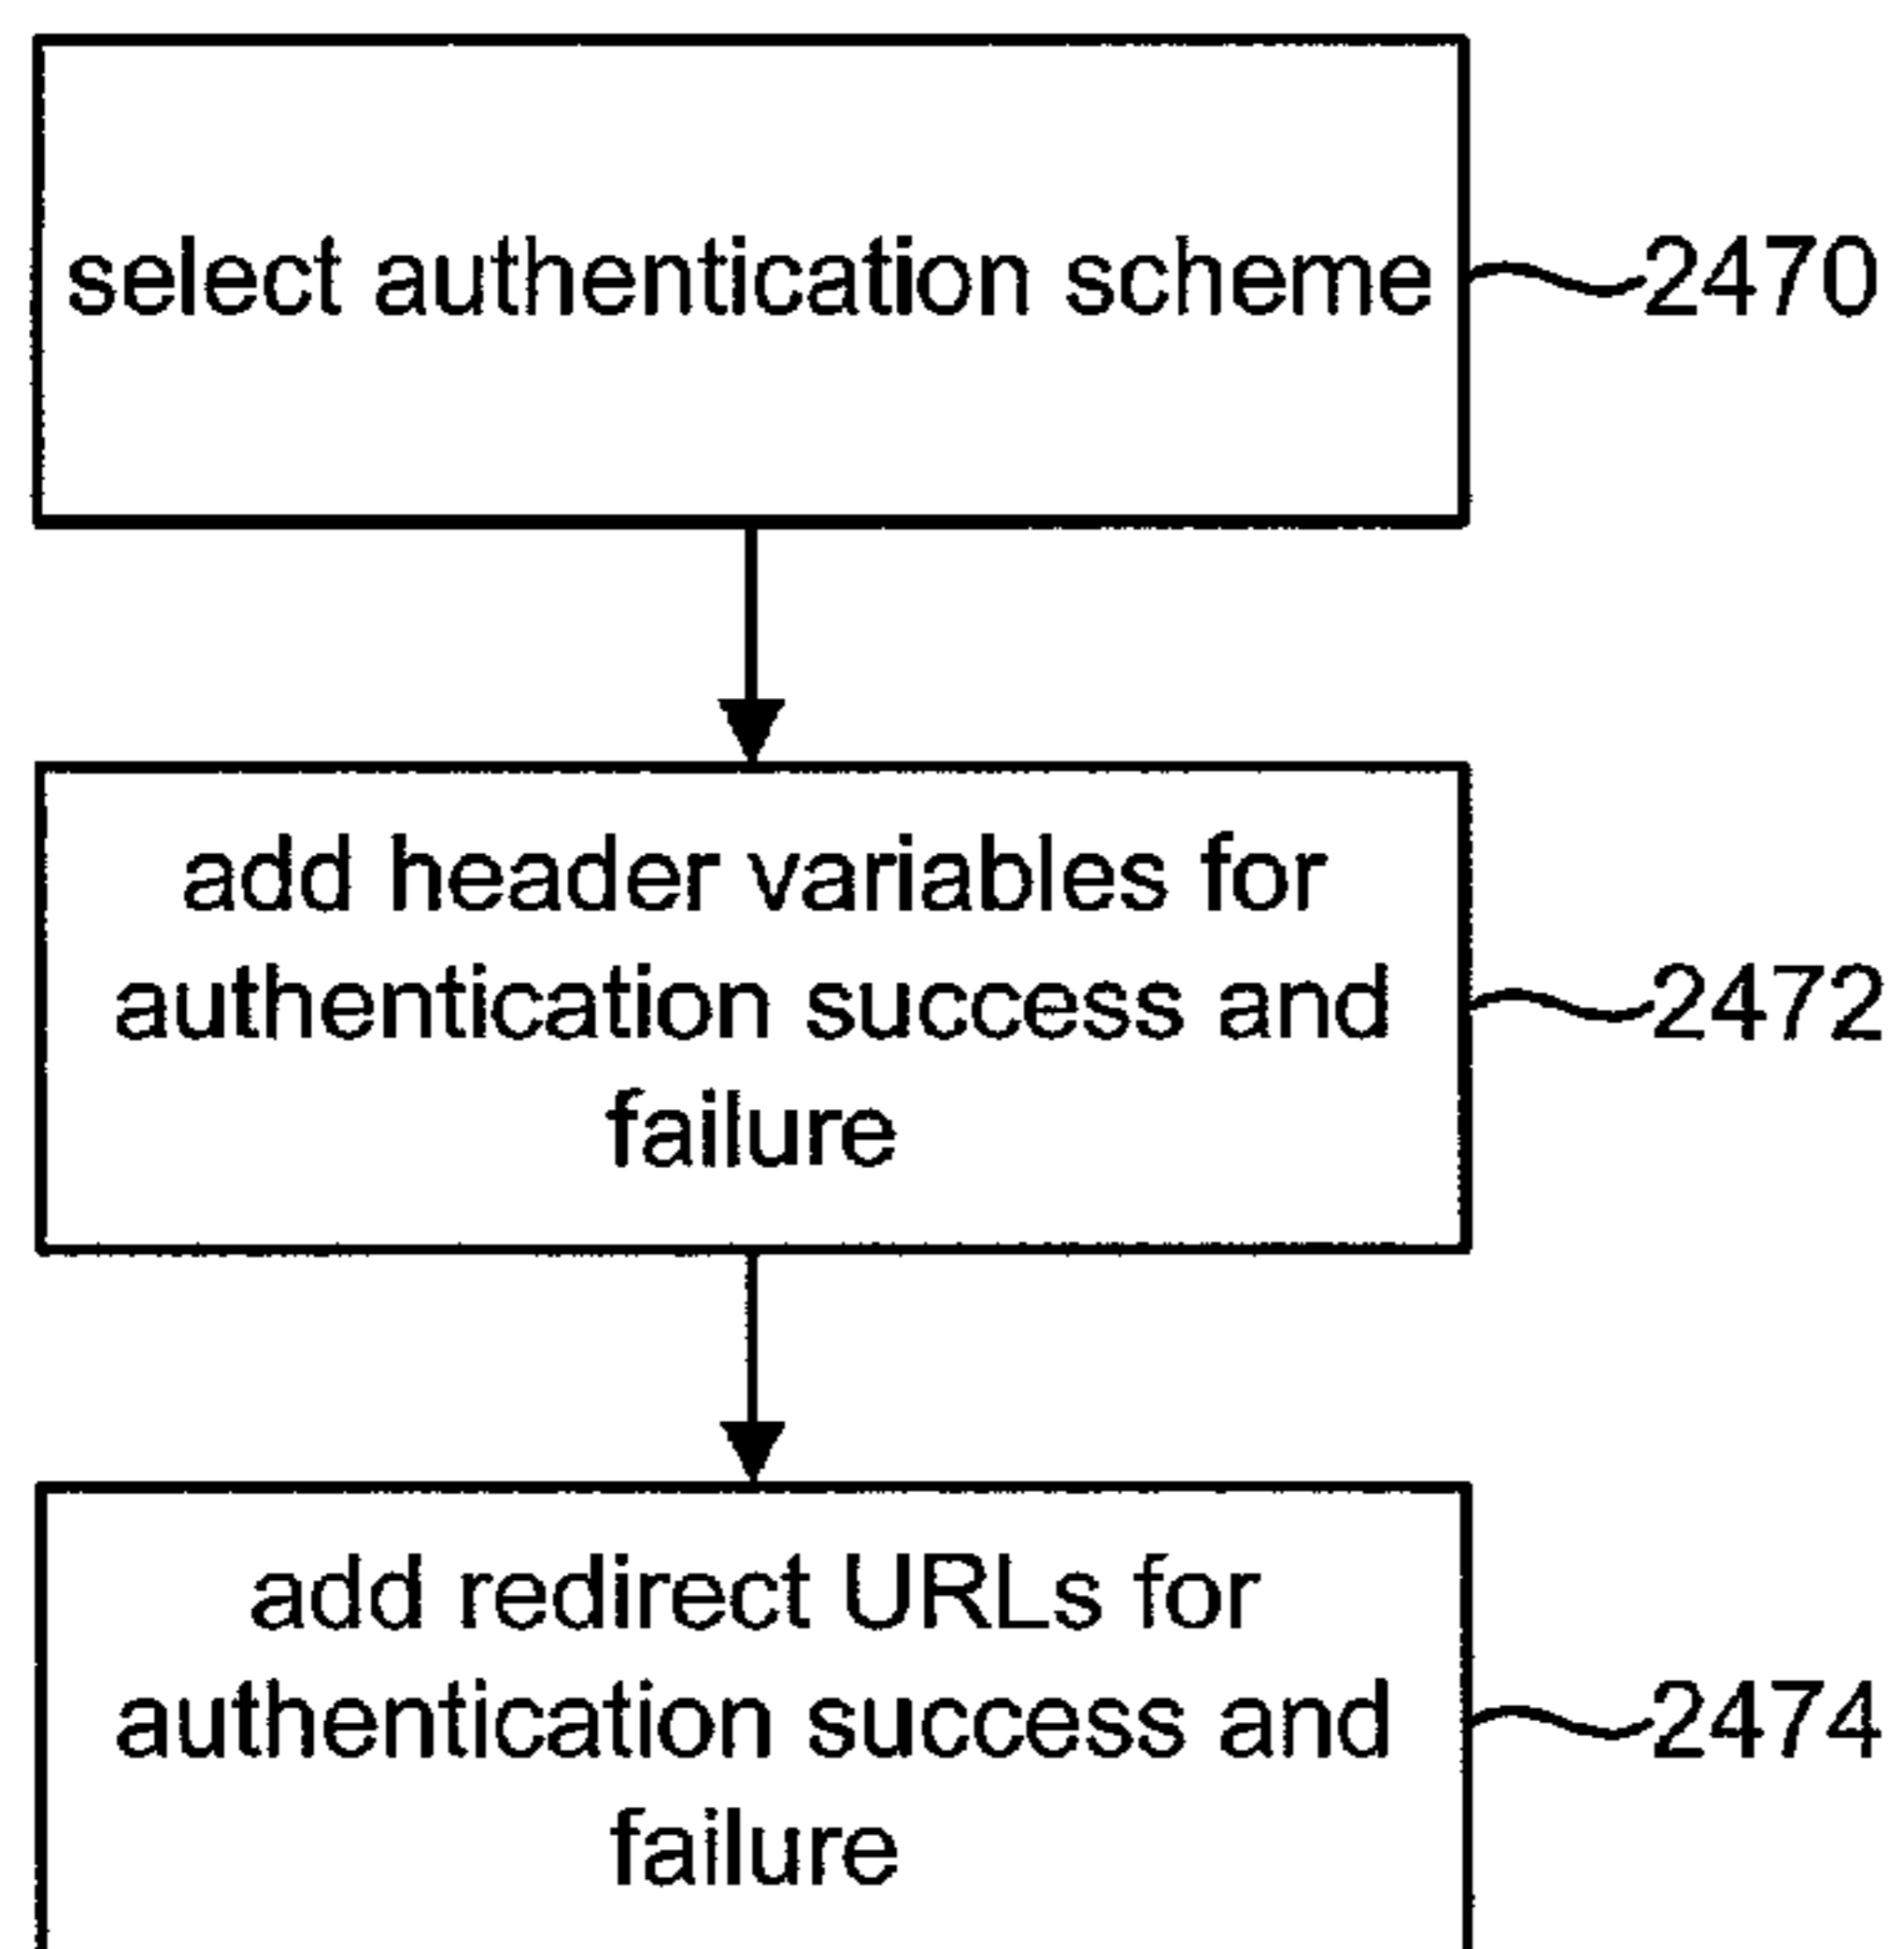 select authentication scheme
2470
add header variables for
authentication success and
failure
2472
add redirect URLs for
authentication success and
failure
2474